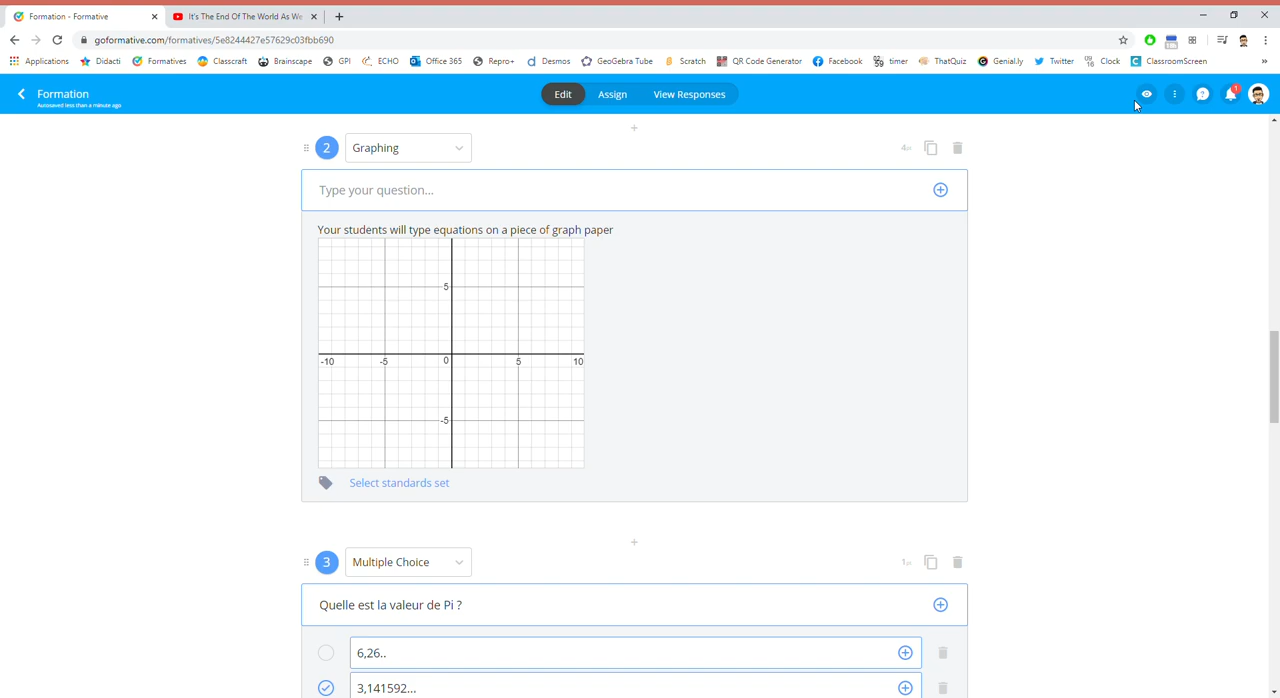 Formation - Formative
It's The End Of The World As We
goformative.com/formatives/5e8244427e57629c03fbb690
Applications Didacti Formatives Classcraft Brainscape GPI ECHO Office 365 Repro+ Desmos GeoGebra Tube Scratch QR Code Generator Facebook timer ThatQuiz Genial.ly Twitter Clock ClassroomScreen »
Formation
Autosaved less than a minute ago
Edit Assign View Responses
1
2 Graphing
Type your question...
Your students will type equations on a piece of graph paper
5
-10 -5 0 5 10
-5
Select standards set
3 Multiple Choice
Quelle est la valeur de Pi ?
6,26..
3,141592...